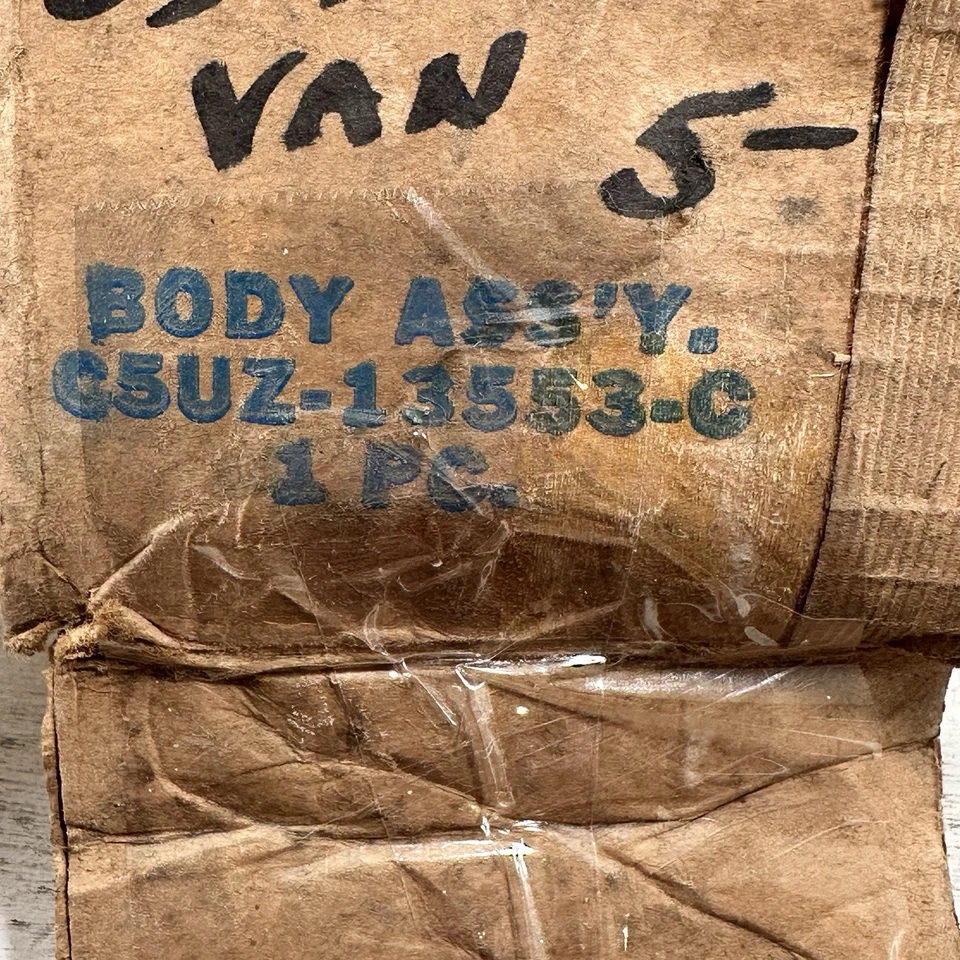 VAN
5-
BODY ASS'Y.
C5UZ-13553-C
1 PC.